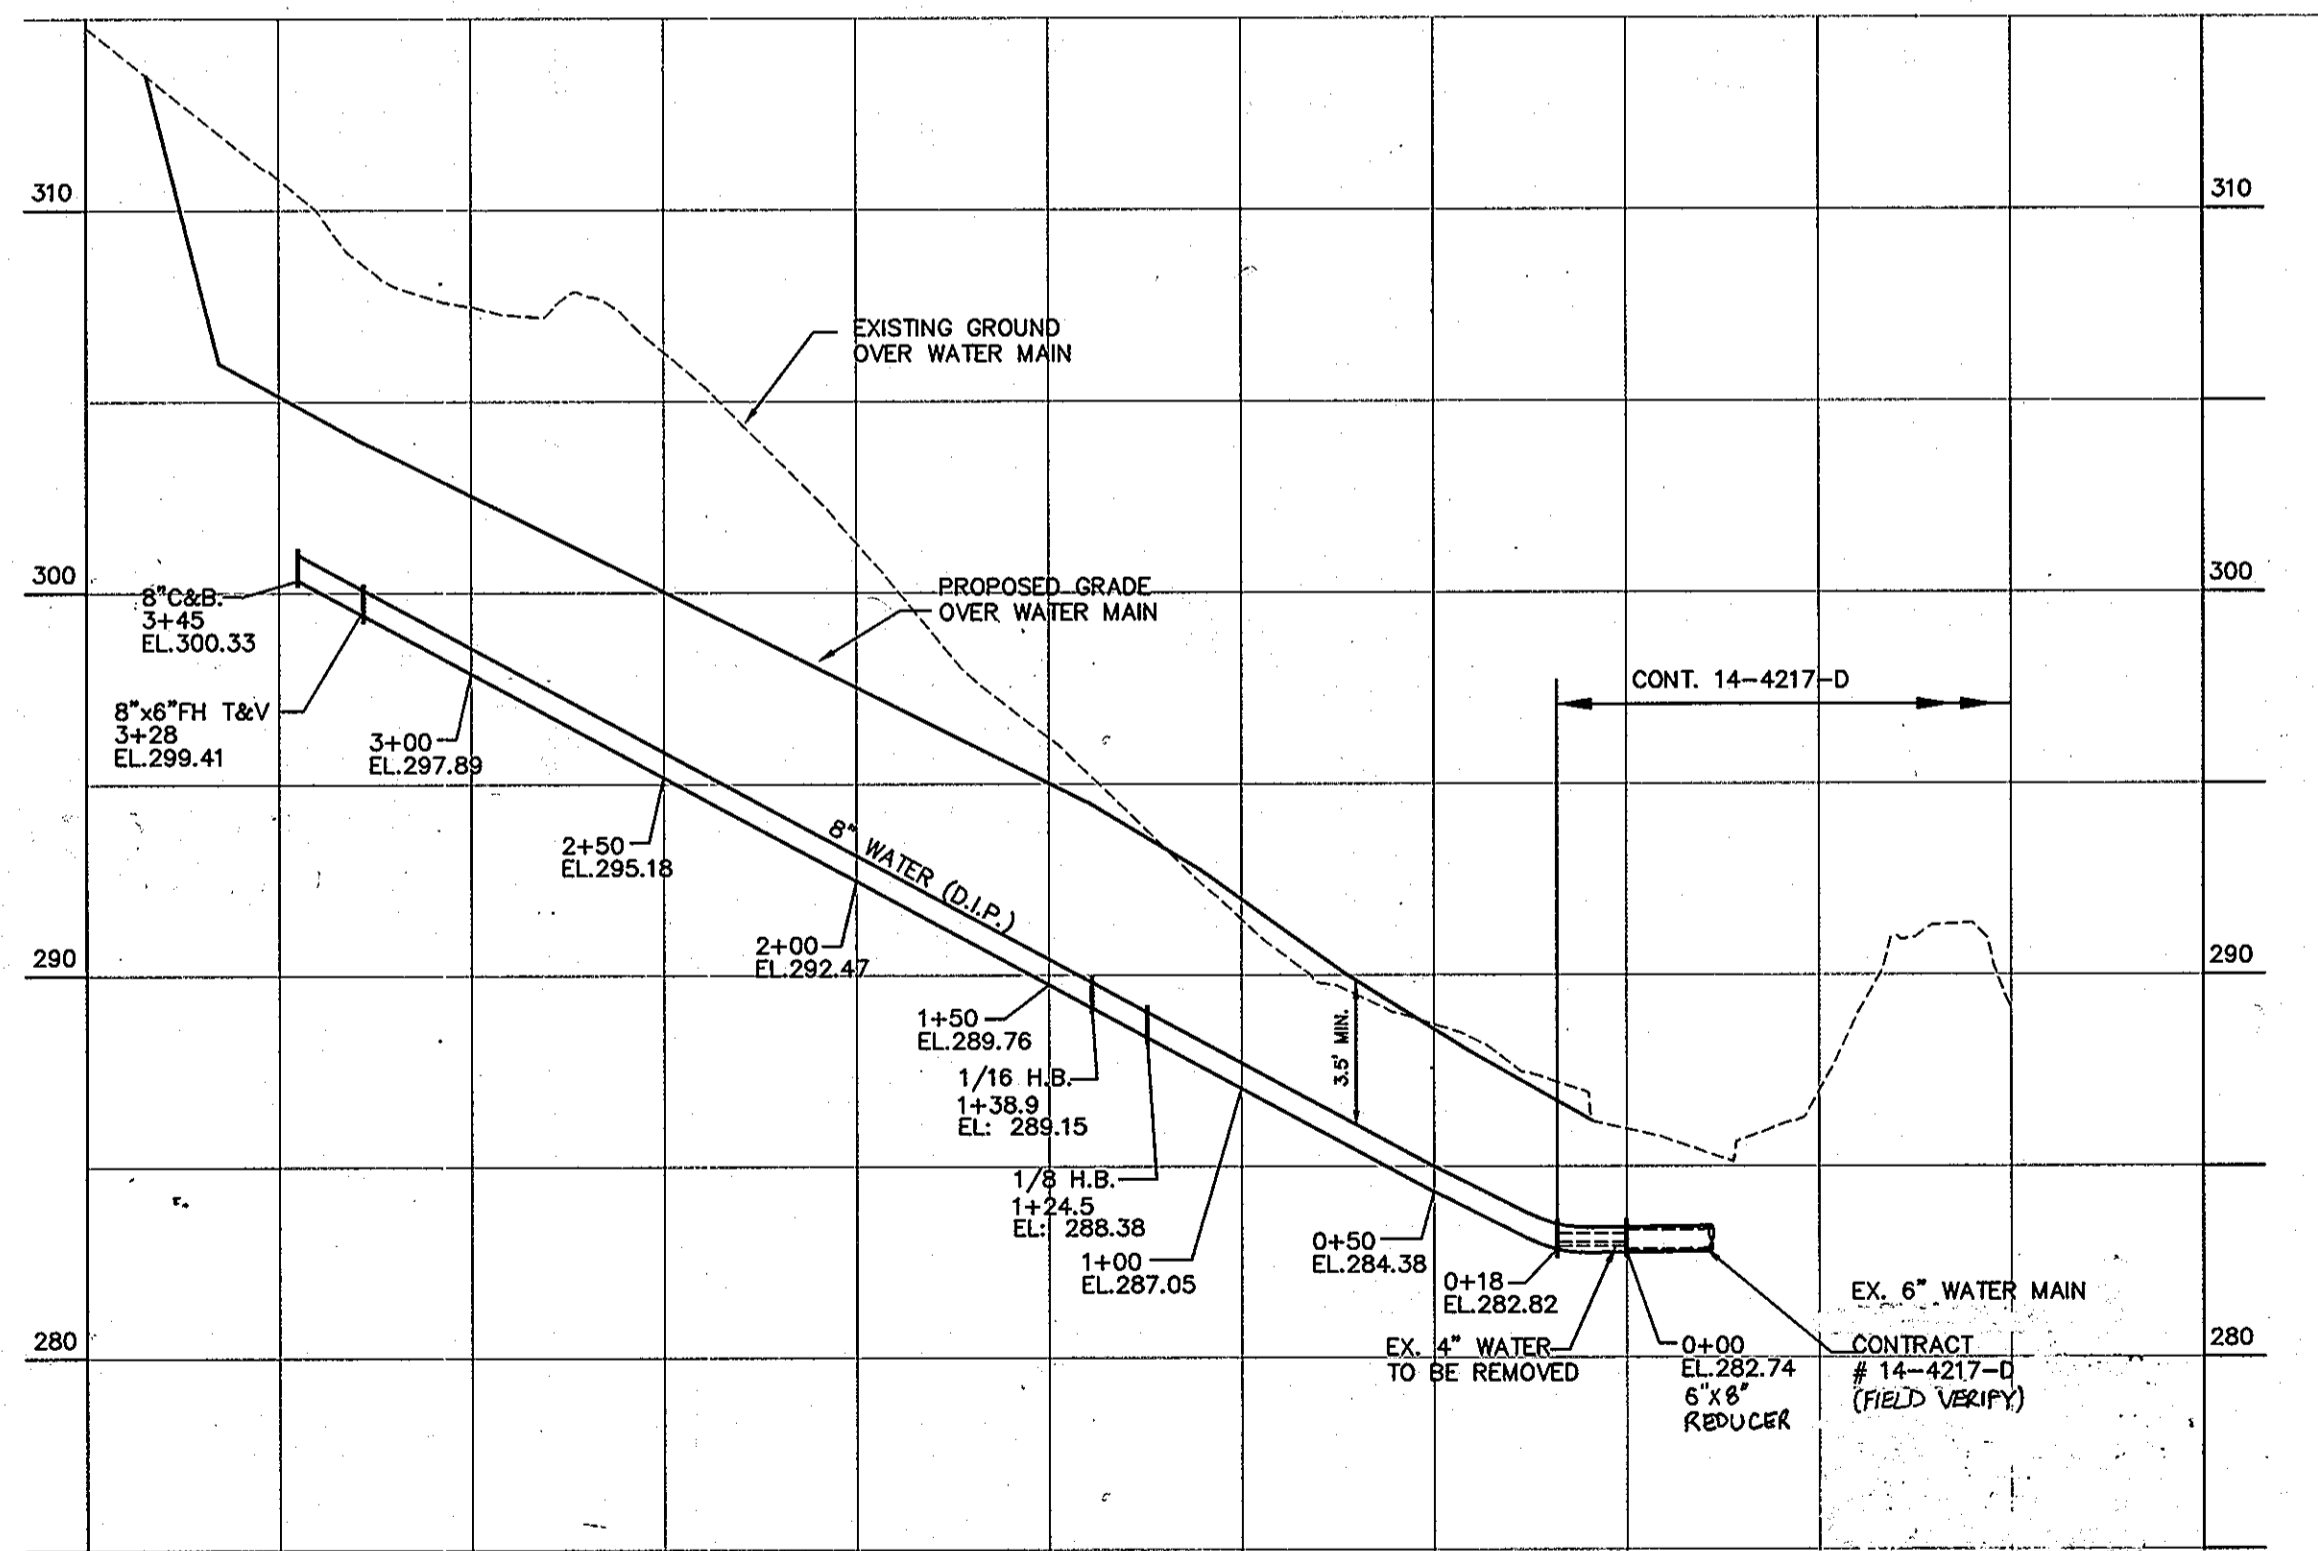 310
310
EXISTING GROUND
OVER WATER MAIN
300
300
8"C&B.
3+45
EL.300.33
PROPOSED GRADE
OVER WATER MAIN
CONT. 14-4217-D
8"x6"FH T&V
3+28
EL.299.41
3+00
EL.297.89
2+50
EL.295.18
8" WATER (D.I.P.)
2+00
EL.292.47
290
290
1+50
EL.289.76
3.5' MIN.
1/16 H.B.
1+38.9
EL: 289.15
1/8 H.B.
1+24.5
EL: 288.38
1+00
EL.287.05
0+50
EL.284.38
0+18
EL.282.82
EX. 6" WATER MAIN
280
280
EX. 4" WATER
TO BE REMOVED
0+00
EL.282.74
6"X8"
REDUCER
CONTRACT
# 14-4217-D
(FIELD VERIFY)